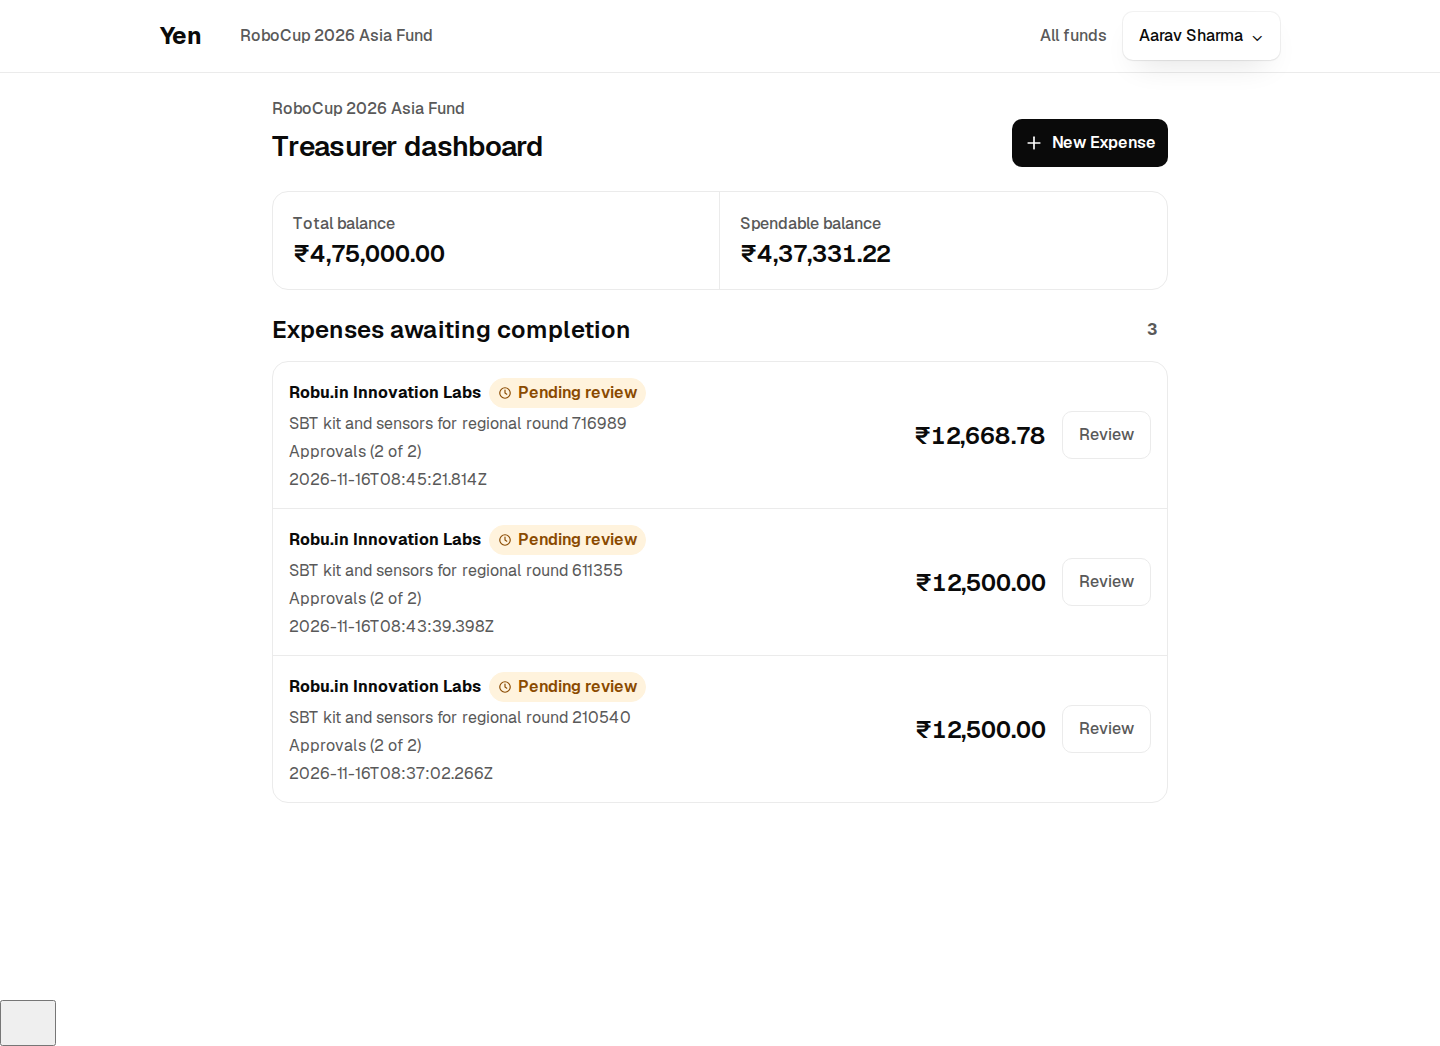 Yen
RoboCup 2026 Asia Fund
All funds
Aarav Sharma
RoboCup 2026 Asia Fund
Treasurer dashboard
New Expense
Total balance
₹4,75,000.00
Spendable balance
₹4,37,331.22
Expenses awaiting completion
3
Robu.in Innovation Labs
Pending review
SBT kit and sensors for regional round 716989
Approvals (2 of 2)
2026-11-16T08:45:21.814Z
₹12,668.78
Review
Robu.in Innovation Labs
Pending review
SBT kit and sensors for regional round 611355
Approvals (2 of 2)
2026-11-16T08:43:39.398Z
₹12,500.00
Review
Robu.in Innovation Labs
Pending review
SBT kit and sensors for regional round 210540
Approvals (2 of 2)
2026-11-16T08:37:02.266Z
₹12,500.00
Review